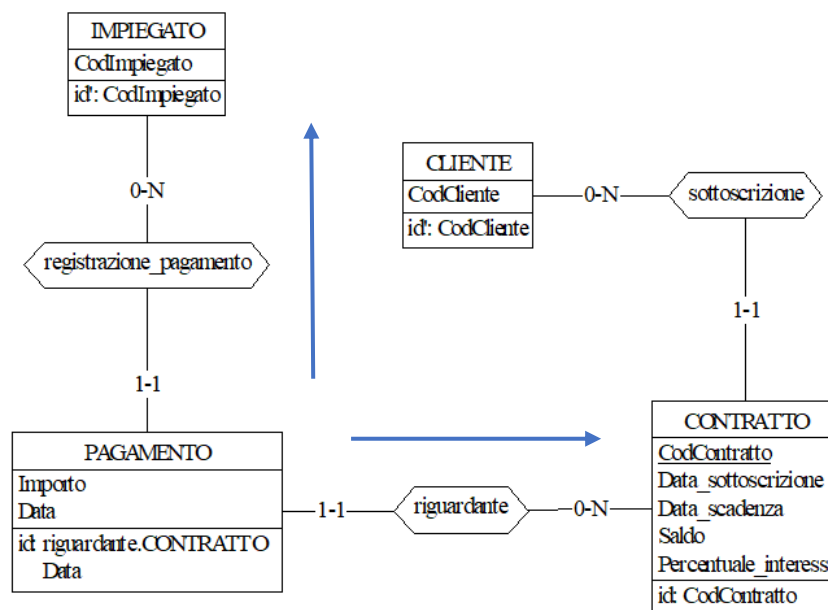 IMPIEGATO
CodImpiegato
id': CodImpiegato
0-N
registrazione_pagamento
1-1
CLIENTE
CodCliente
id': CodCliente
0-N
sottoscrizione
1-1
PAGAMENTO
Importo
Data
id: riguardante.CONTRATTO
Data
1-1
riguardante
0-N
CONTRATTO
CodContratto
Data_sottoscrizione
Data_scadenza
Saldo
Percentuale_interess
id: CodContratto